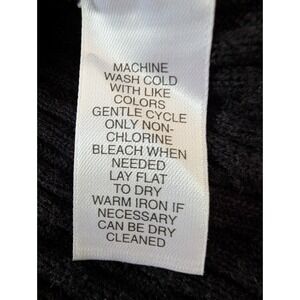 MACHINE
WASH COLD
WITH LIKE
COLORS
GENTLE CYCLE
ONLY NON-
CHLORINE
BLEACH WHEN
NEEDED
LAY FLAT
TO DRY
WARM IRON IF
NECESSARY
CAN BE DRY
CLEANED